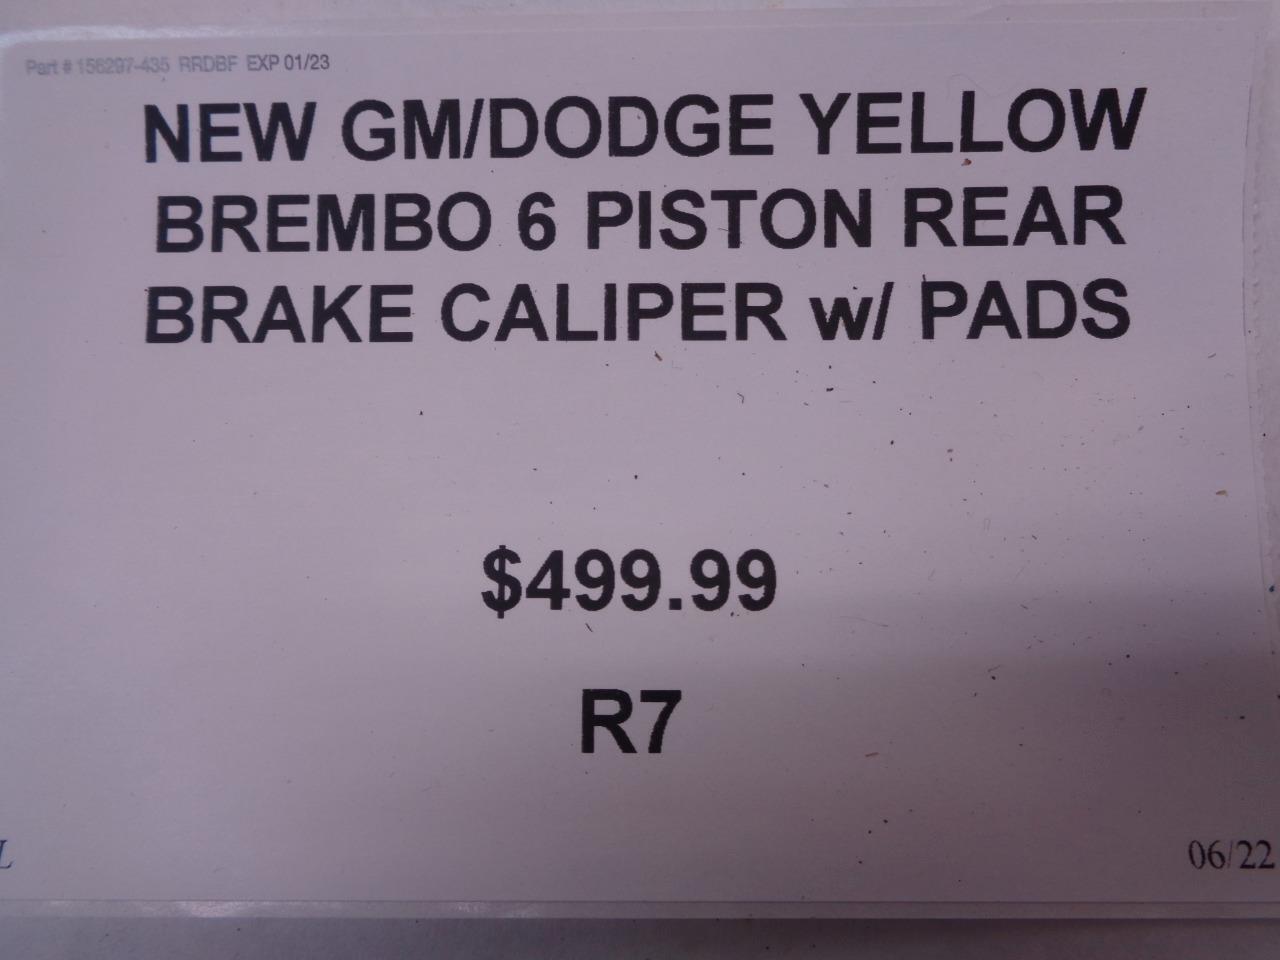 Part # 156297-435 RRDBF EXP 01/23
NEW GM/DODGE YELLOW
BREMBO 6 PISTON REAR
BRAKE CALIPER w/ PADS
$499.99
R7
L
06/22